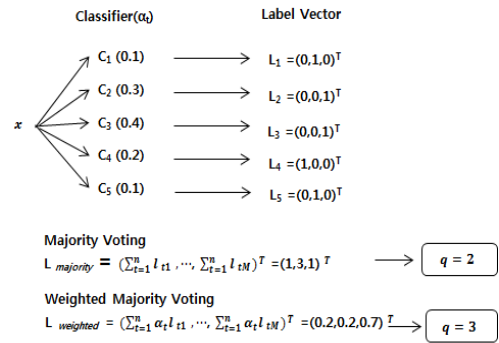 Classifier(αt) Label Vector
C1 (0.1) L1 =(0,1,0)T
C2 (0.3) L2 =(0,0,1)T
x C3 (0.4) L3 =(0,0,1)T
C4 (0.2) L4 =(1,0,0)T
C5 (0.1) L5 =(0,1,0)T
Majority Voting
L majority = (∑ⁿt=1 l t1 ,⋯, ∑ⁿt=1 l tM)T =(1,3,1) T q = 2
Weighted Majority Voting
L weighted = (∑ⁿt=1 αt l t1 ,⋯, ∑ⁿt=1 αt l tM)T =(0.2,0.2,0.7) T q = 3